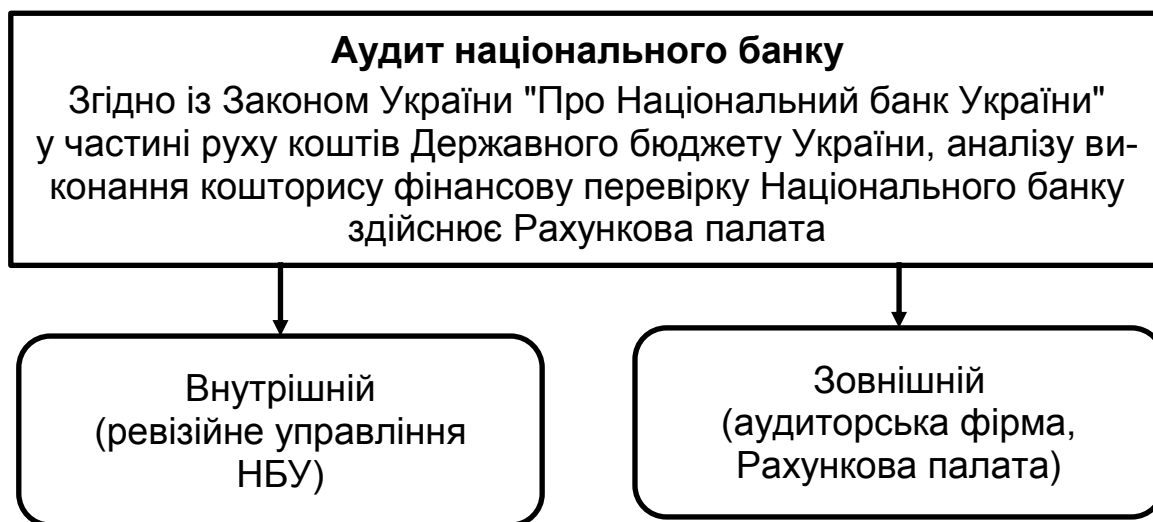 Аудит національного банку
Згідно із Законом України "Про Національний банк України"
у частині руху коштів Державного бюджету України, аналізу ви-
конання кошторису фінансову перевірку Національного банку
здійснює Рахункова палата
Внутрішній
(ревізійне управління
НБУ)
Зовнішній
(аудиторська фірма,
Рахункова палата)